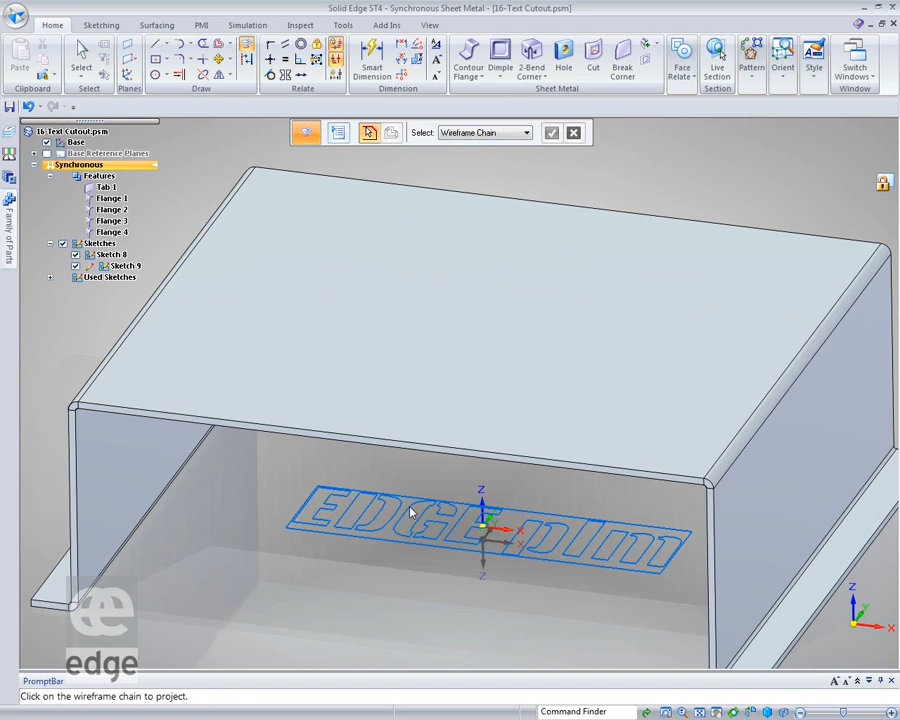 Solid Edge ST4 - Synchronous Sheet Metal - [16-Text Cutout.psm]
Home Sketching Surfacing PMI Simulation Inspect Tools Add Ins View
Paste
Clipboard
Select
Select
Planes
Draw
Relate
Smart Dimension
Dimension
Contour Flange
Dimple
2-Bend Corner
Hole
Cut
Break Corner
Sheet Metal
Face Relate
Live Section
Section
Pattern
Orient
Style
Switch Windows
Window
16-Text Cutout.psm
Base
Base Reference Planes
Synchronous
Features
Tab 1
Flange 1
Flange 2
Flange 3
Flange 4
Sketches
Sketch 8
Sketch 9
Used Sketches
Family of Parts
Select: Wireframe Chain
EDGE plm
Z
X
X
Z
Z
Y
X
edge
PromptBar
Click on the wireframe chain to project.
Command Finder